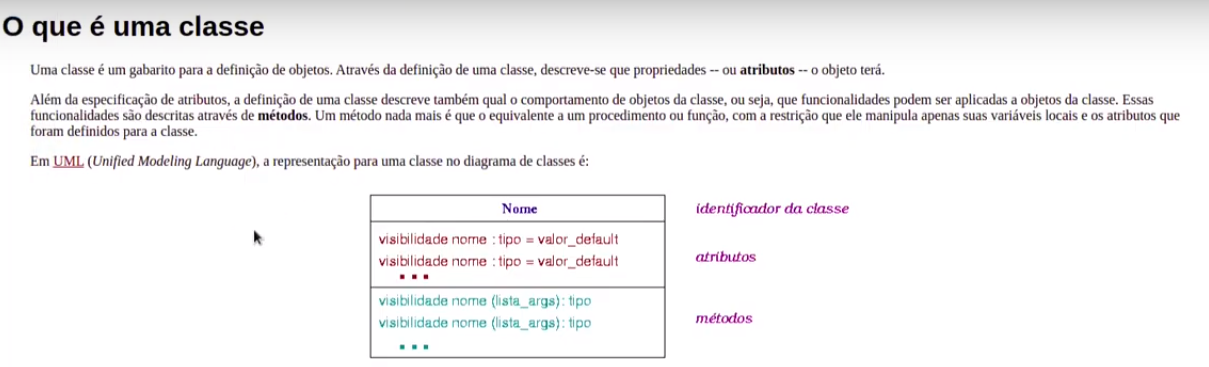 O que é uma classe
Uma classe é um gabarito para a definição de objetos. Através da definição de uma classe, descreve-se que propriedades -- ou atributos -- o objeto terá.
Além da especificação de atributos, a definição de uma classe descreve também qual o comportamento de objetos da classe, ou seja, que funcionalidades podem ser aplicadas a objetos da classe. Essas
funcionalidades são descritas através de métodos. Um método nada mais é que o equivalente a um procedimento ou função, com a restrição que ele manipula apenas suas variáveis locais e os atributos que
foram definidos para a classe.
Em UML (Unified Modeling Language), a representação para uma classe no diagrama de classes é:
Nome identificador da classe
visibilidade nome : tipo = valor_default
visibilidade nome : tipo = valor_default atributos
...
visibilidade nome (lista_args) : tipo
visibilidade nome (lista_args) : tipo métodos
...